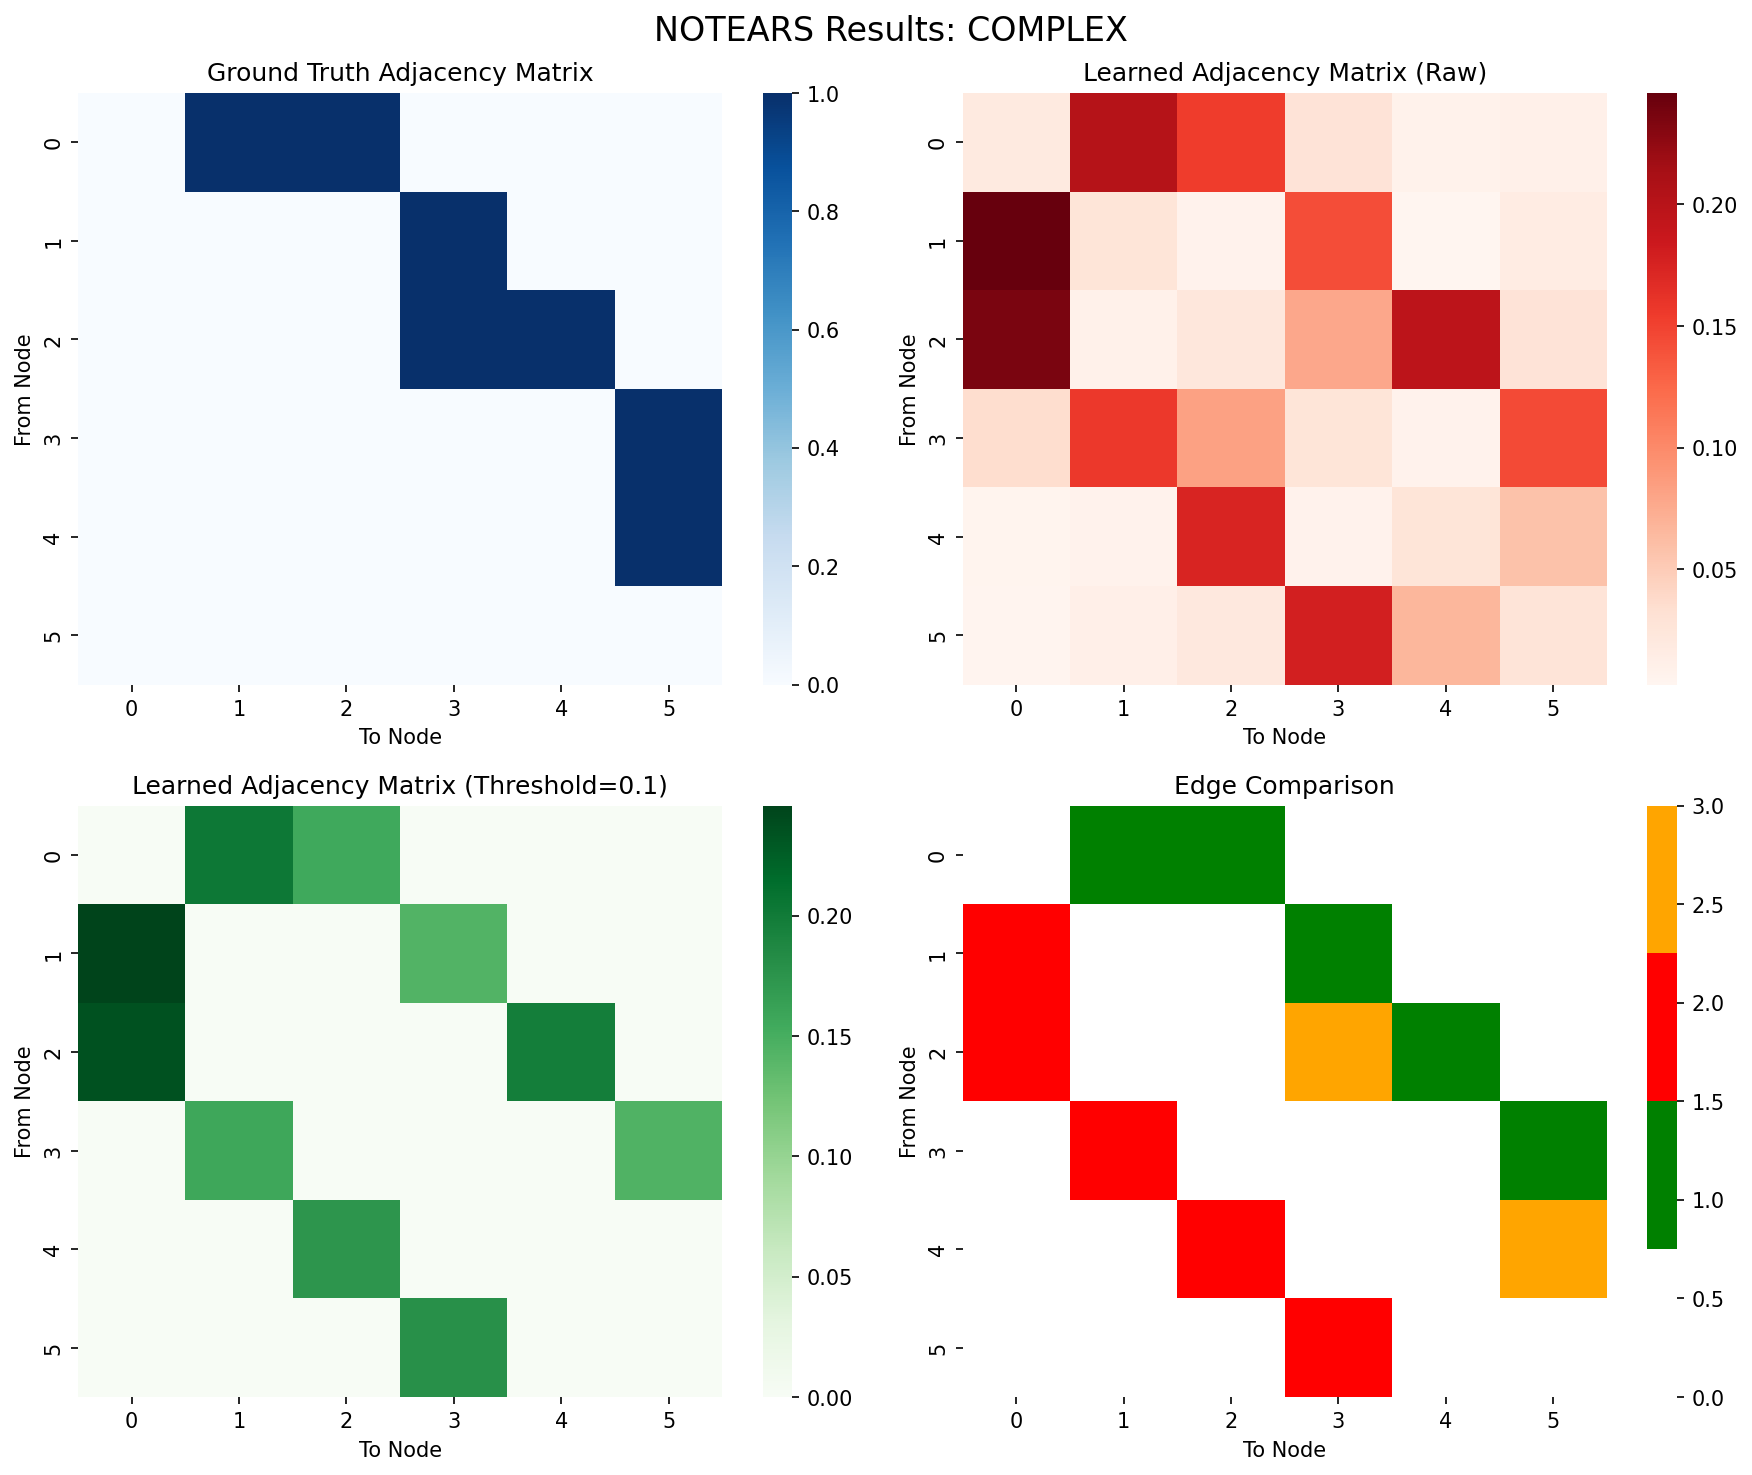 NOTEARS Results: COMPLEX
Ground Truth Adjacency Matrix
From Node
0
1
2
3
4
5
0 1 2 3 4 5
To Node
1.0
0.8
0.6
0.4
0.2
0.0
Learned Adjacency Matrix (Raw)
From Node
0
1
2
3
4
5
0 1 2 3 4 5
To Node
0.20
0.15
0.10
0.05
Learned Adjacency Matrix (Threshold=0.1)
From Node
0
1
2
3
4
5
0 1 2 3 4 5
To Node
0.20
0.15
0.10
0.05
0.00
Edge Comparison
From Node
0
1
2
3
4
5
0 1 2 3 4 5
To Node
3.0
2.5
2.0
1.5
1.0
0.5
0.0